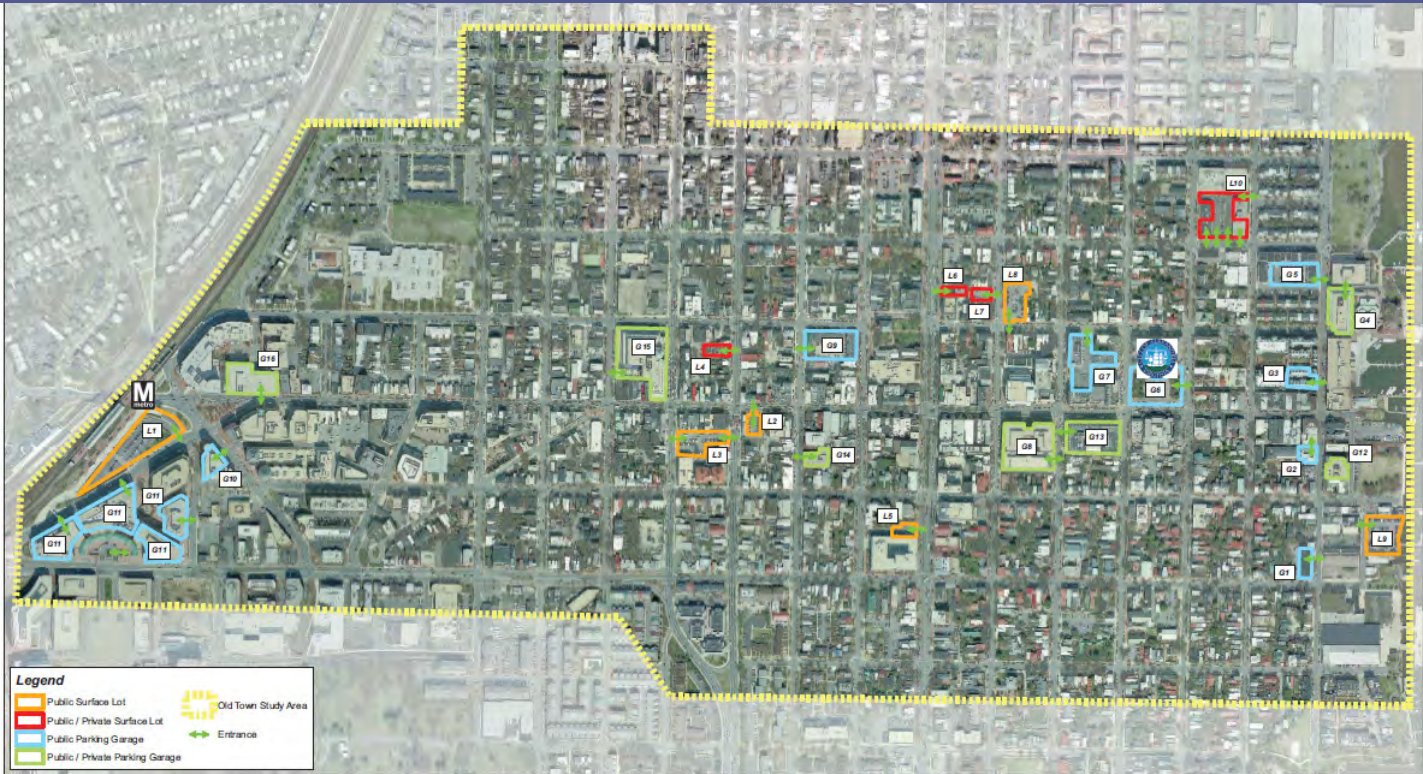 L10
L6
L8
G5
L7
G4
G15
G9
L4
G16
G7
G3
G6
M
metro
L1
L2
L3
G8
G13
G14
G10
G2
G12
G11
G11
L5
L9
G11
G11
G1
Legend
Public Surface Lot
Public / Private Surface Lot
Public Parking Garage
Public / Private Parking Garage
Old Town Study Area
Entrance